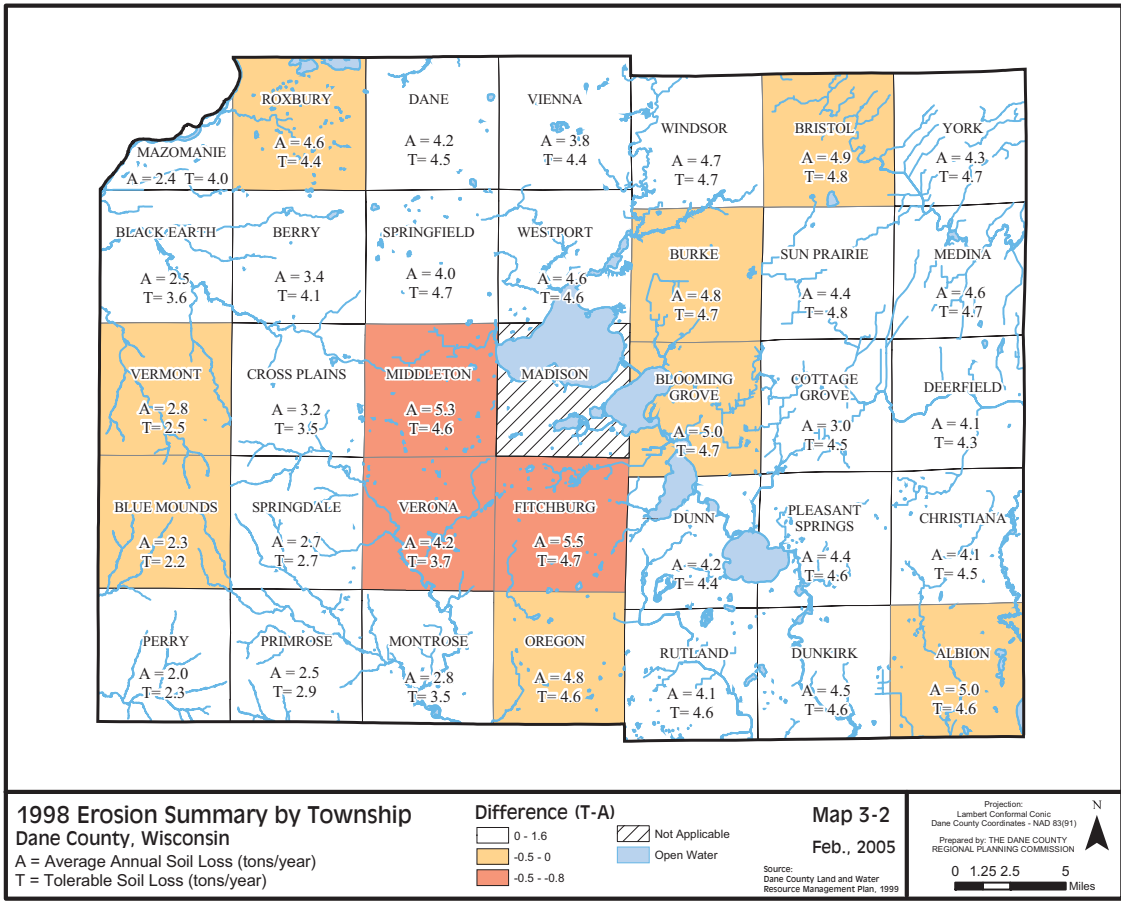 ROXBURY
A = 4.6
T= 4.4
DANE
A = 4.2
T= 4.5
VIENNA
A = 3.8
T= 4.4
WINDSOR
A = 4.7
T= 4.7
BRISTOL
A = 4.9
T= 4.8
YORK
A = 4.3
T= 4.7
MAZOMANIE
A = 2.4 T= 4.0
BLACK EARTH
A = 2.5
T= 3.6
BERRY
A = 3.4
T= 4.1
SPRINGFIELD
A = 4.0
T= 4.7
WESTPORT
A = 4.6
T= 4.6
BURKE
A = 4.8
T= 4.7
SUN PRAIRIE
A = 4.4
T= 4.8
MEDINA
A = 4.6
T= 4.7
VERMONT
A = 2.8
T= 2.5
CROSS PLAINS
A = 3.2
T= 3.5
MIDDLETON
A = 5.3
T= 4.6
MADISON
BLOOMING
GROVE
A = 5.0
T= 4.7
COTTAGE
GROVE
A = 3.0
T= 4.5
DEERFIELD
A = 4.1
T= 4.3
BLUE MOUNDS
A = 2.3
T= 2.2
SPRINGDALE
A = 2.7
T= 2.7
VERONA
A = 4.2
T= 3.7
FITCHBURG
A = 5.5
T= 4.7
DUNN
A = 4.2
T= 4.4
PLEASANT
SPRINGS
A = 4.4
T= 4.6
CHRISTIANA
A = 4.1
T= 4.5
PERRY
A = 2.0
T= 2.3
PRIMROSE
A = 2.5
T= 2.9
MONTROSE
A = 2.8
T= 3.5
OREGON
A = 4.8
T= 4.6
RUTLAND
A = 4.1
T= 4.6
DUNKIRK
A = 4.5
T= 4.6
ALBION
A = 5.0
T= 4.6
1998 Erosion Summary by Township
Dane County, Wisconsin
A = Average Annual Soil Loss (tons/year)
T = Tolerable Soil Loss (tons/year)
Difference (T-A)
0 - 1.6
-0.5 - 0
-0.5 - -0.8
Not Applicable
Open Water
Map 3-2
Feb., 2005
Source:
Dane County Land and Water
Resource Management Plan, 1999
Projection:
Lambert Conformal Conic
Dane County Coordinates - NAD 83(91)
Prepared by: THE DANE COUNTY
REGIONAL PLANNING COMMISSION
N
0 1.25 2.5 5
Miles